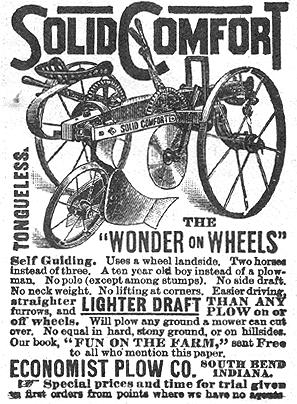 SOLID COMFORT
SOLID COMFORT
TONGUELESS.
THE
"WONDER ON WHEELS"
Self Guiding. Uses a wheel landside. Two horses
instead of three. A ten year old boy instead of a plow-
man. No pole (except among stumps). No side draft.
No neck weight. No lifting at corners. Easier driving,
straighter furrows, and LIGHTER DRAFT THAN ANY PLOW on or
off wheels. Will plow any ground a mower can cut
over. No equal in hard, stony ground, or on hillsides.
Our book, "FUN ON THE FARM," sent Free
to all who mention this paper.
ECONOMIST PLOW CO. SOUTH BEND INDIANA.
☞ Special prices and time for trial given
on first orders from points where we have no agents